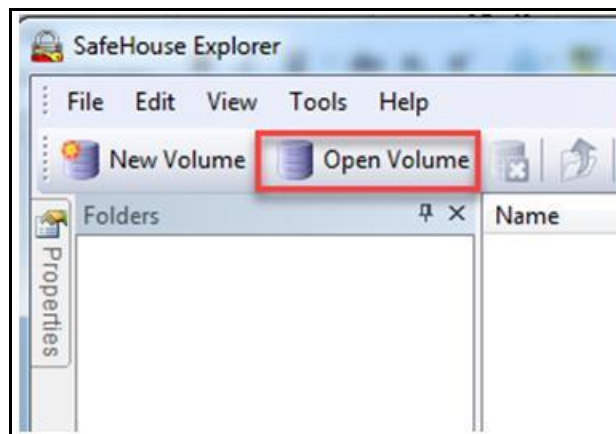 SafeHouse Explorer
File Edit View Tools Help
New Volume Open Volume
Folders Name
Properties